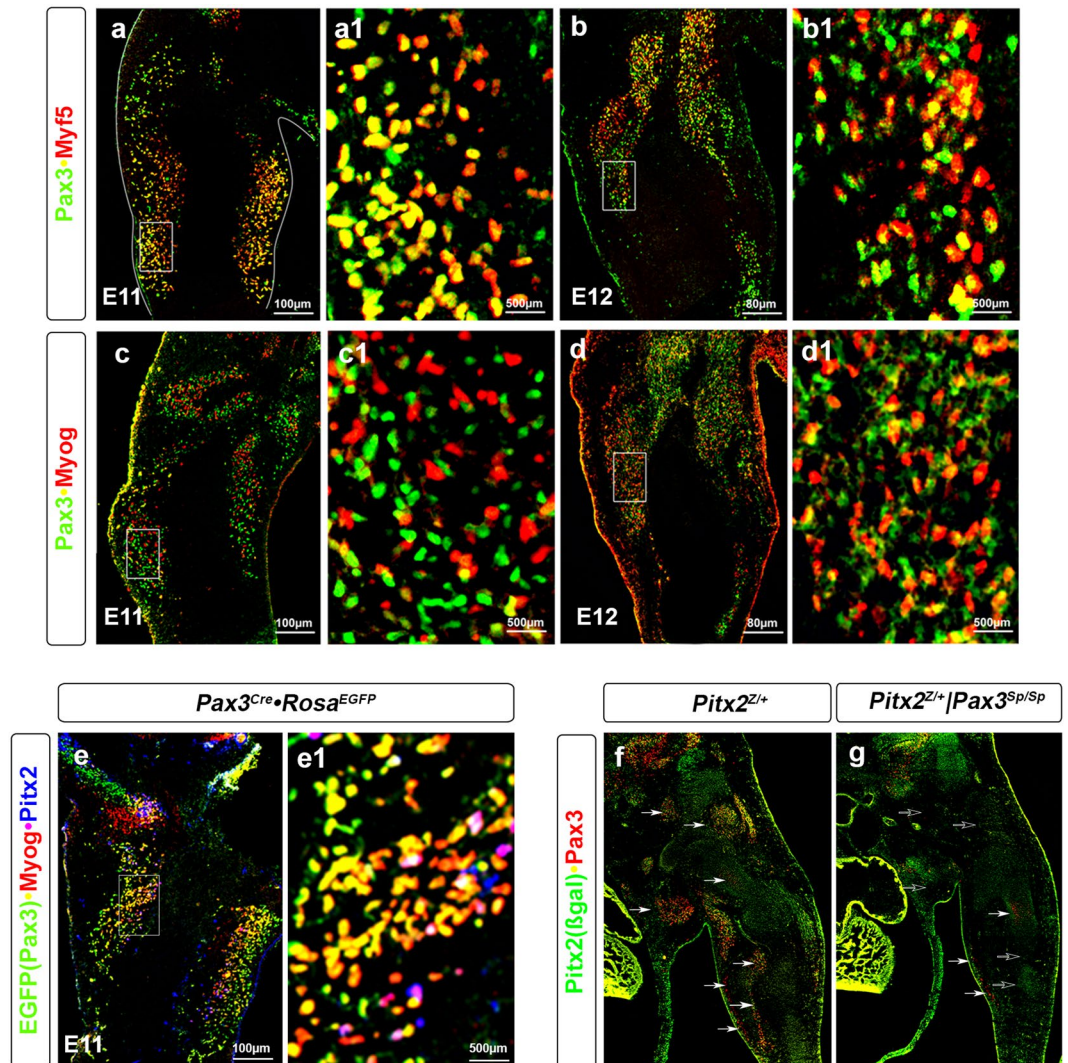 Pax3•Myf5
a
E11
100µm
a1
500µm
b
E12
80µm
b1
500µm
Pax3•Myog
c
E11
100µm
c1
500µm
d
E12
80µm
d1
500µm
Pax3Cre•RosaEGFP
EGFP(Pax3)•Myog•Pitx2
e
E11
100µm
e1
500µm
Pitx2Z/+
Pitx2Z/+|Pax3Sp/Sp
Pitx2(ßgal)•Pax3
f
g